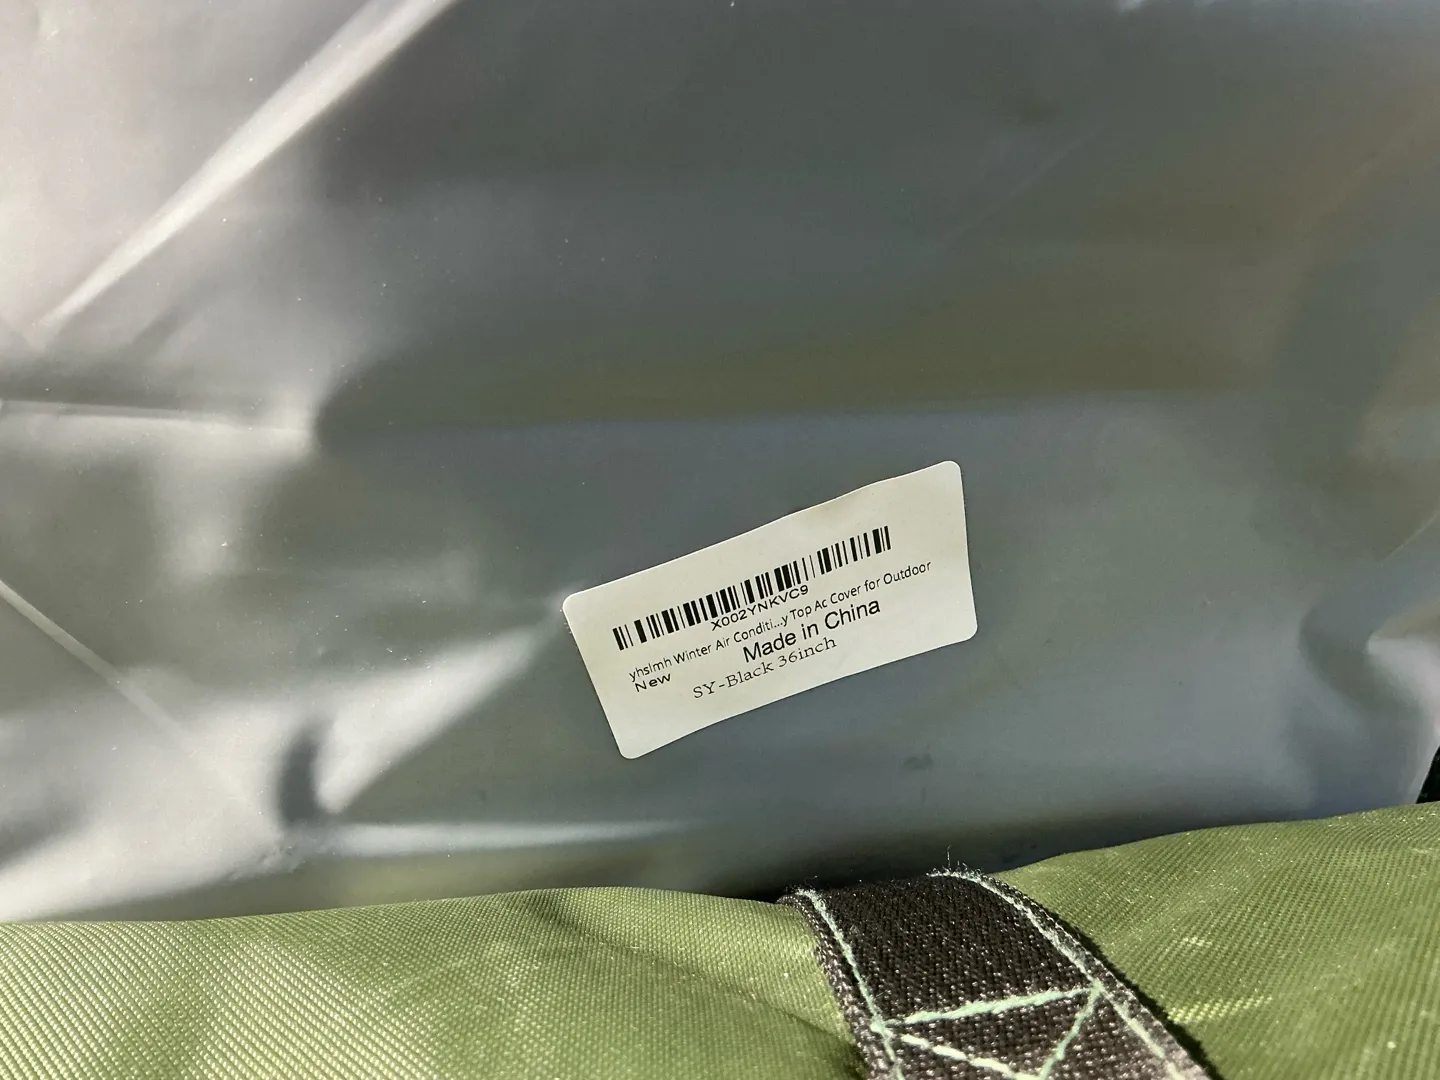 X002YNKVC9
yhslmh Winter Air Conditi...y Top Ac Cover for Outdoor
New
Made in China
SY-Black 36inch